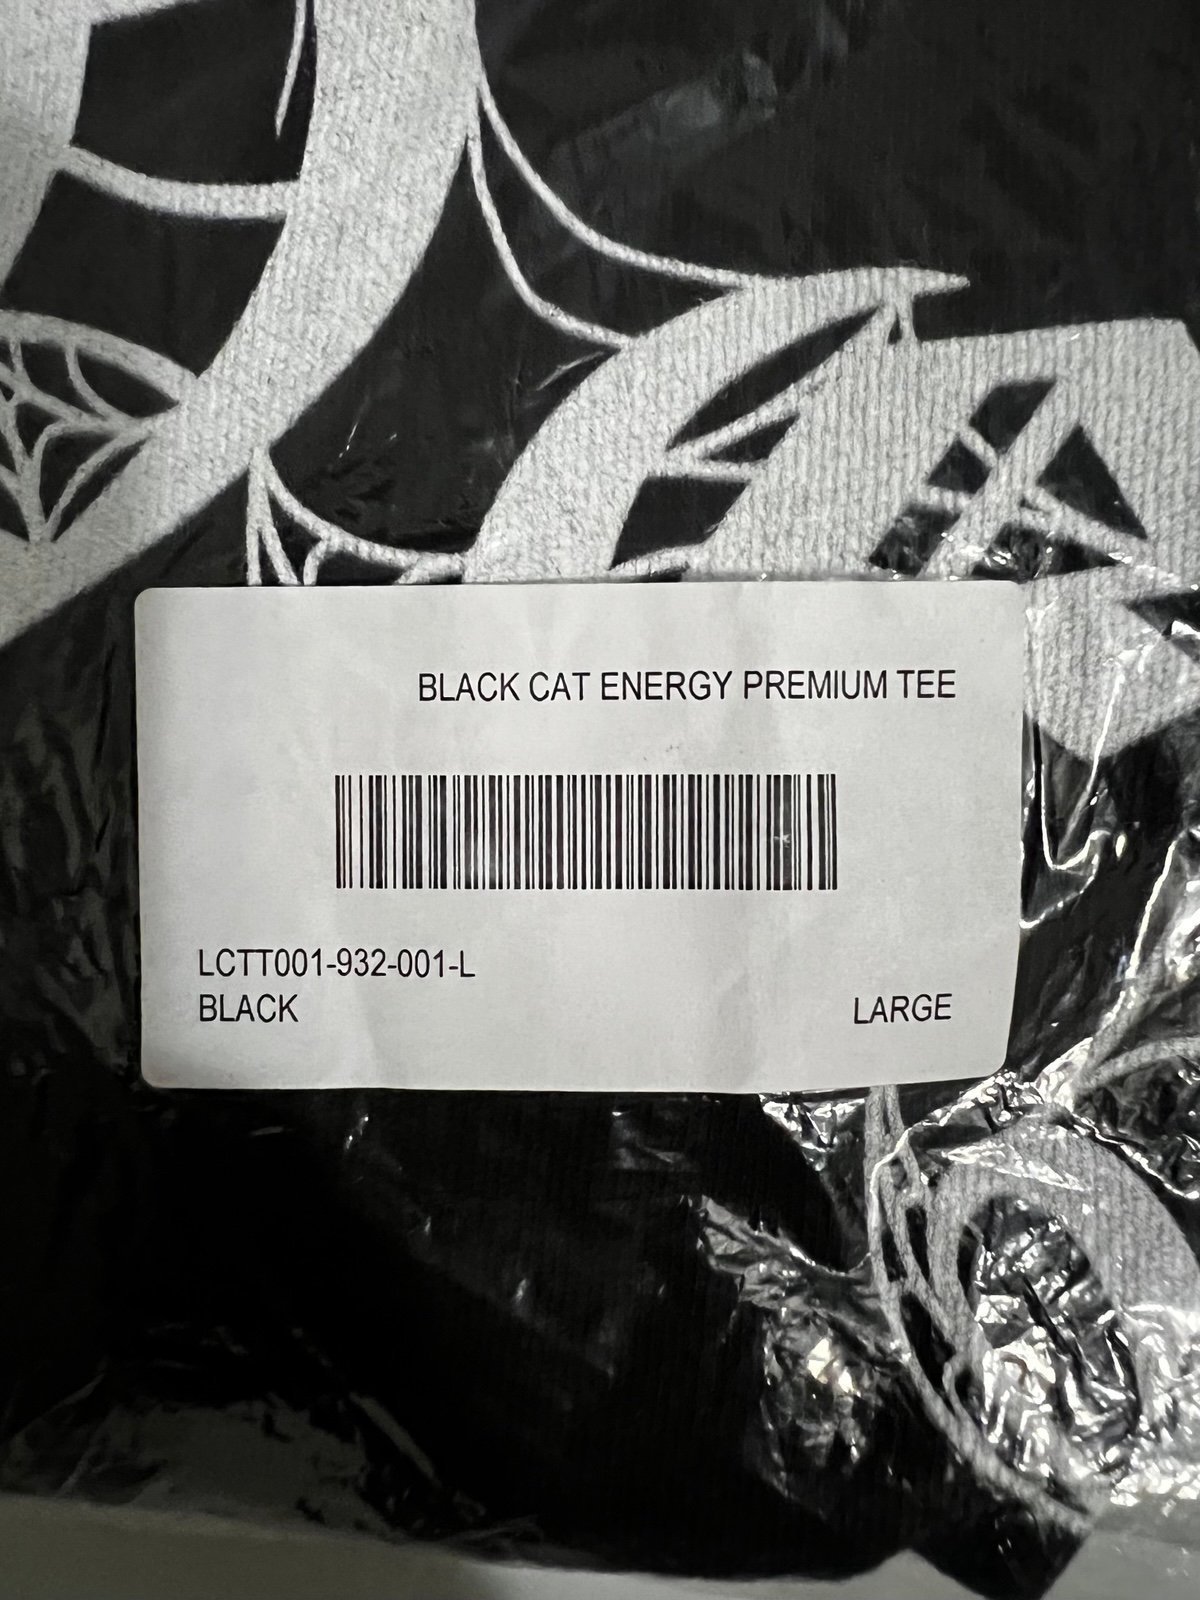 BLACK CAT ENERGY PREMIUM TEE
LCTT001-932-001-L
BLACK
LARGE